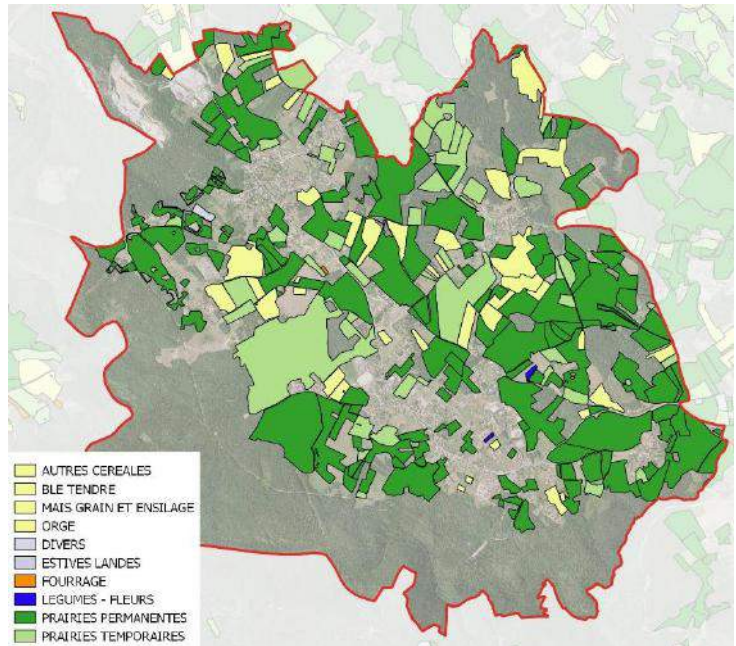 AUTRES CEREALES
BLE TENDRE
MAIS GRAIN ET ENSILAGE
ORGE
DIVERS
ESTIVES LANDES
FOURRAGE
LEGUMES - FLEURS
PRAIRIES PERMANENTES
PRAIRIES TEMPORAIRES